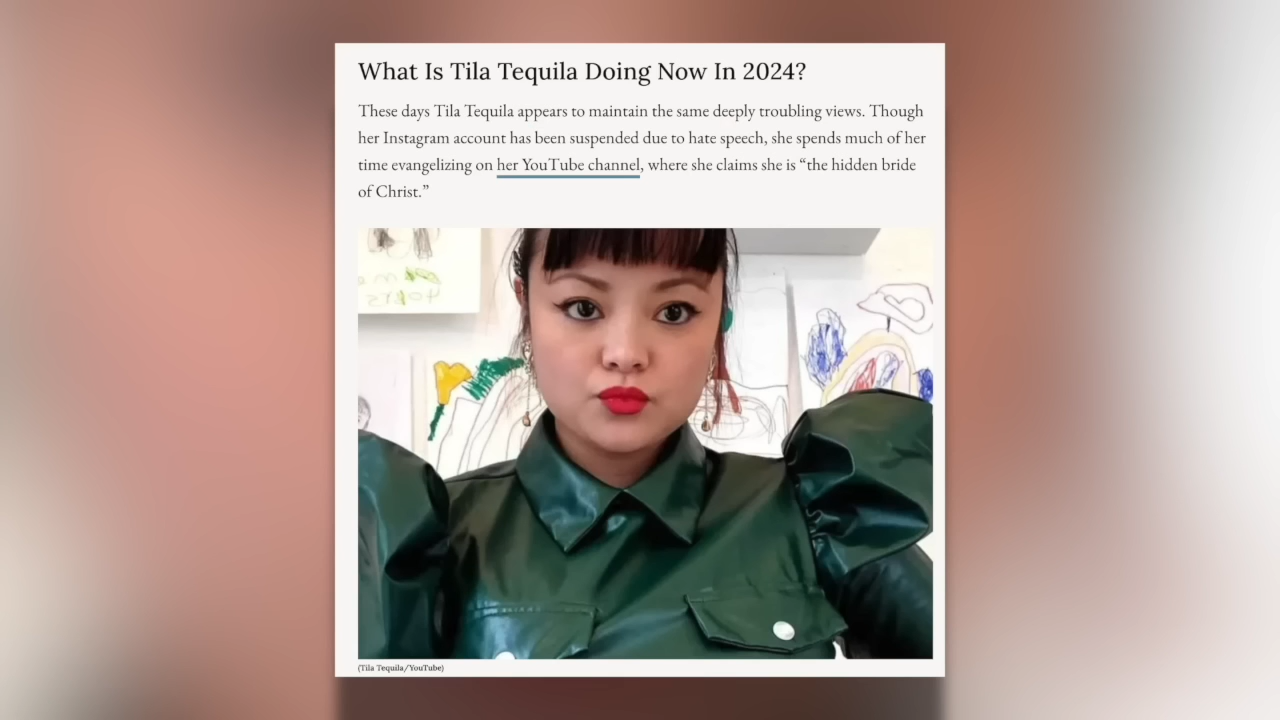 What Is Tila Tequila Doing Now In 2024?
These days Tila Tequila appears to maintain the same deeply troubling views. Though
her Instagram account has been suspended due to hate speech, she spends much of her
time evangelizing on her YouTube channel, where she claims she is “the hidden bride
of Christ.”
(Tila Tequila/YouTube)